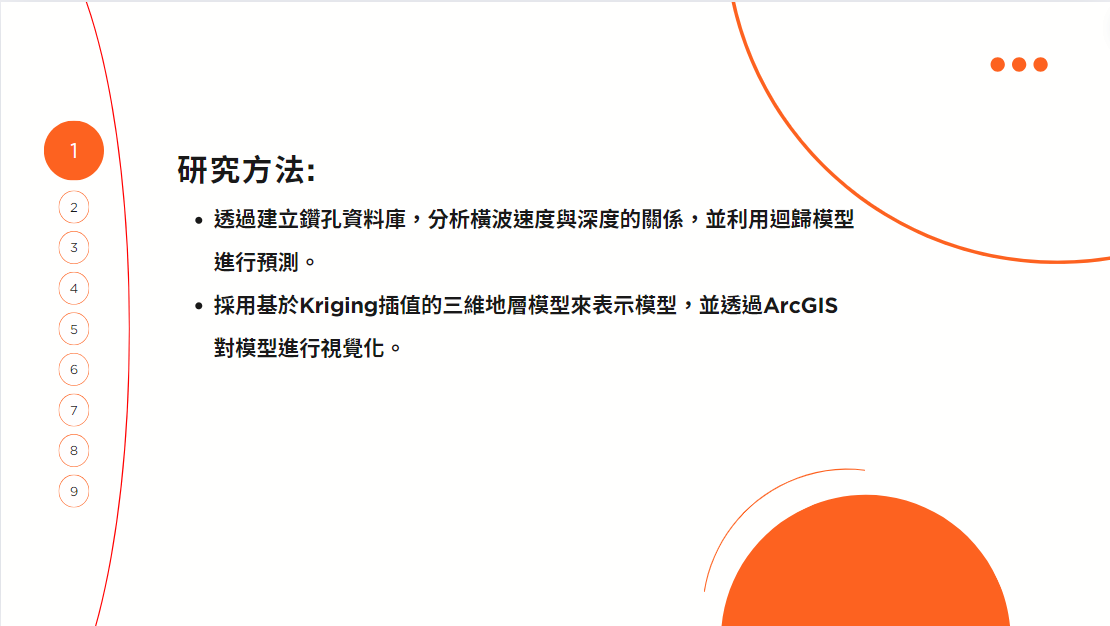 1
2
3
4
5
6
7
8
9
研究方法:
• 透過建立鑽孔資料庫，分析橫波速度與深度的關係，並利用迴歸模型
進行預測。
• 採用基於Kriging插值的三維地層模型來表示模型，並透過ArcGIS
對模型進行視覺化。